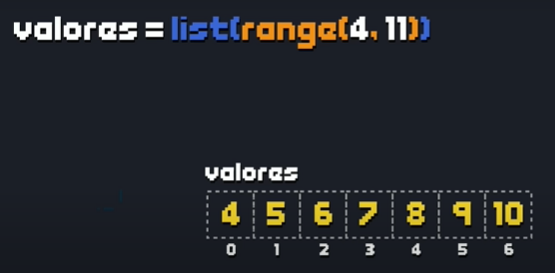 valores = list(range(4, 11))
valores
4 5 6 7 8 9 10
0 1 2 3 4 5 6